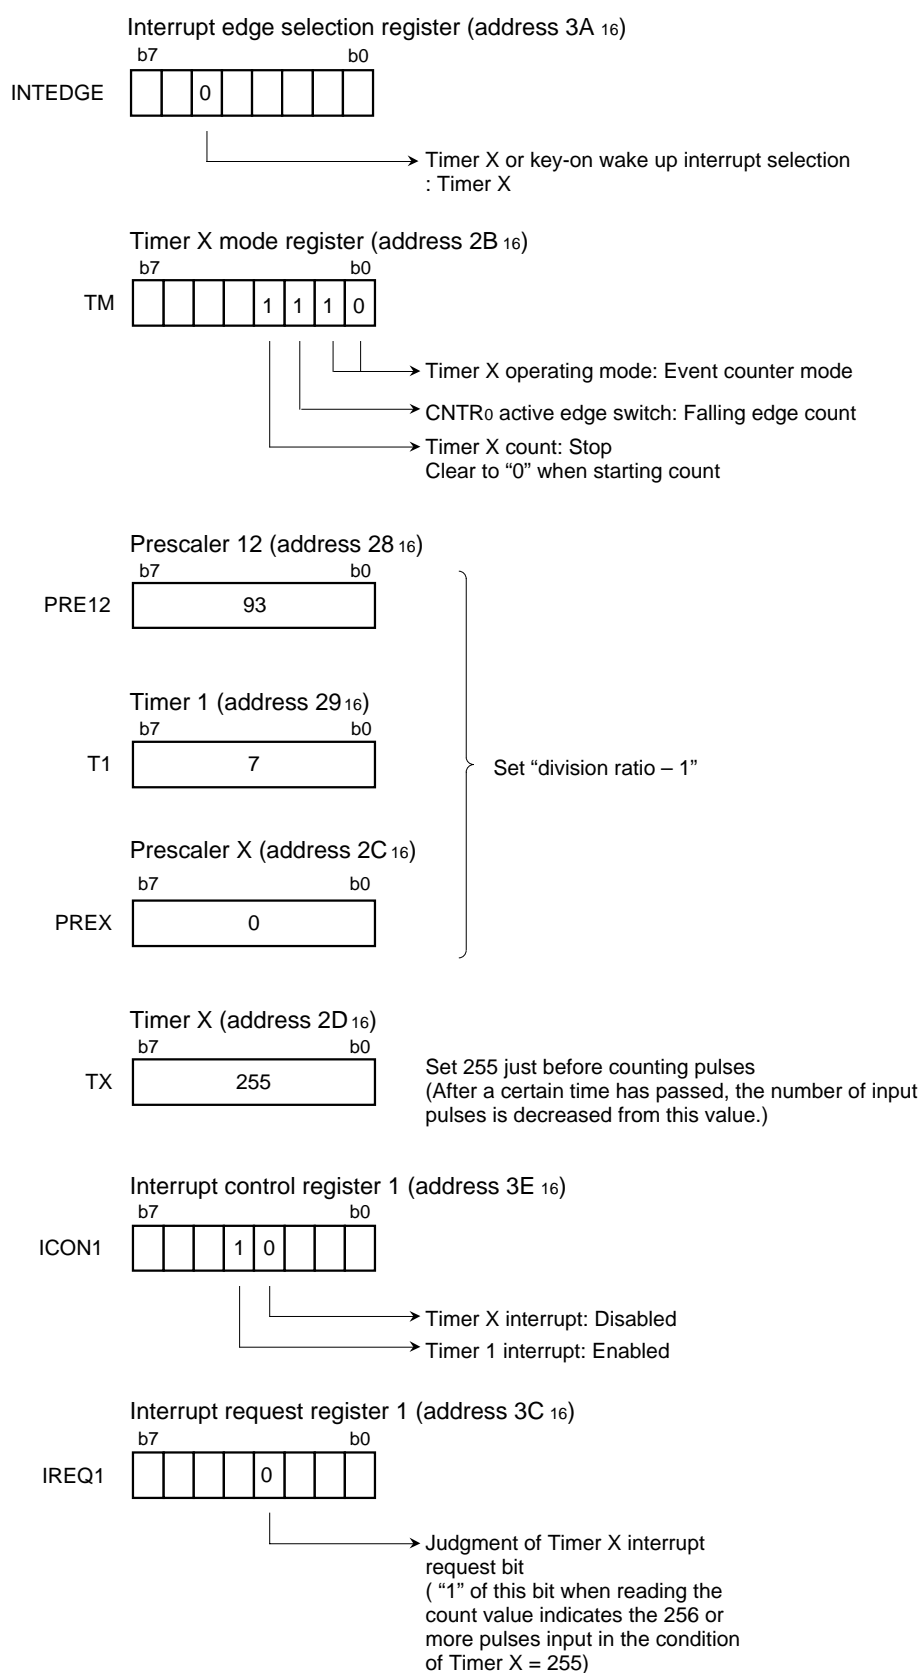 Interrupt edge selection register (address 3A 16)
b7 b0
INTEDGE 0
Timer X or key-on wake up interrupt selection
: Timer X
Timer X mode register (address 2B 16)
b7 b0
TM 1 1 1 0
Timer X operating mode: Event counter mode
CNTR0 active edge switch: Falling edge count
Timer X count: Stop
Clear to “0” when starting count
Prescaler 12 (address 28 16)
b7 b0
PRE12 93
Timer 1 (address 29 16)
b7 b0
T1 7
Set “division ratio – 1”
Prescaler X (address 2C 16)
b7 b0
PREX 0
Timer X (address 2D 16)
b7 b0
TX 255
Set 255 just before counting pulses
(After a certain time has passed, the number of input
pulses is decreased from this value.)
Interrupt control register 1 (address 3E 16)
b7 b0
ICON1 1 0
Timer X interrupt: Disabled
Timer 1 interrupt: Enabled
Interrupt request register 1 (address 3C 16)
b7 b0
IREQ1 0
Judgment of Timer X interrupt
request bit
( “1” of this bit when reading the
count value indicates the 256 or
more pulses input in the condition
of Timer X = 255)